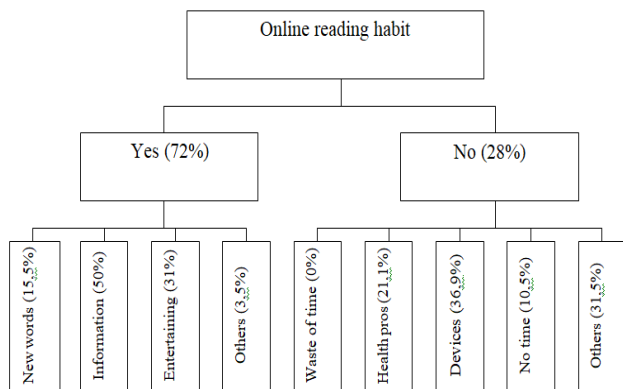 Online reading habit
Yes (72%)
No (28%)
New words (15,5%)
Information (50%)
Entertaining (31%)
Others (3,5%)
Waste of time (0%)
Health pros (21,1%)
Devices (36,9%)
No time (10,5%)
Others (31,5%)